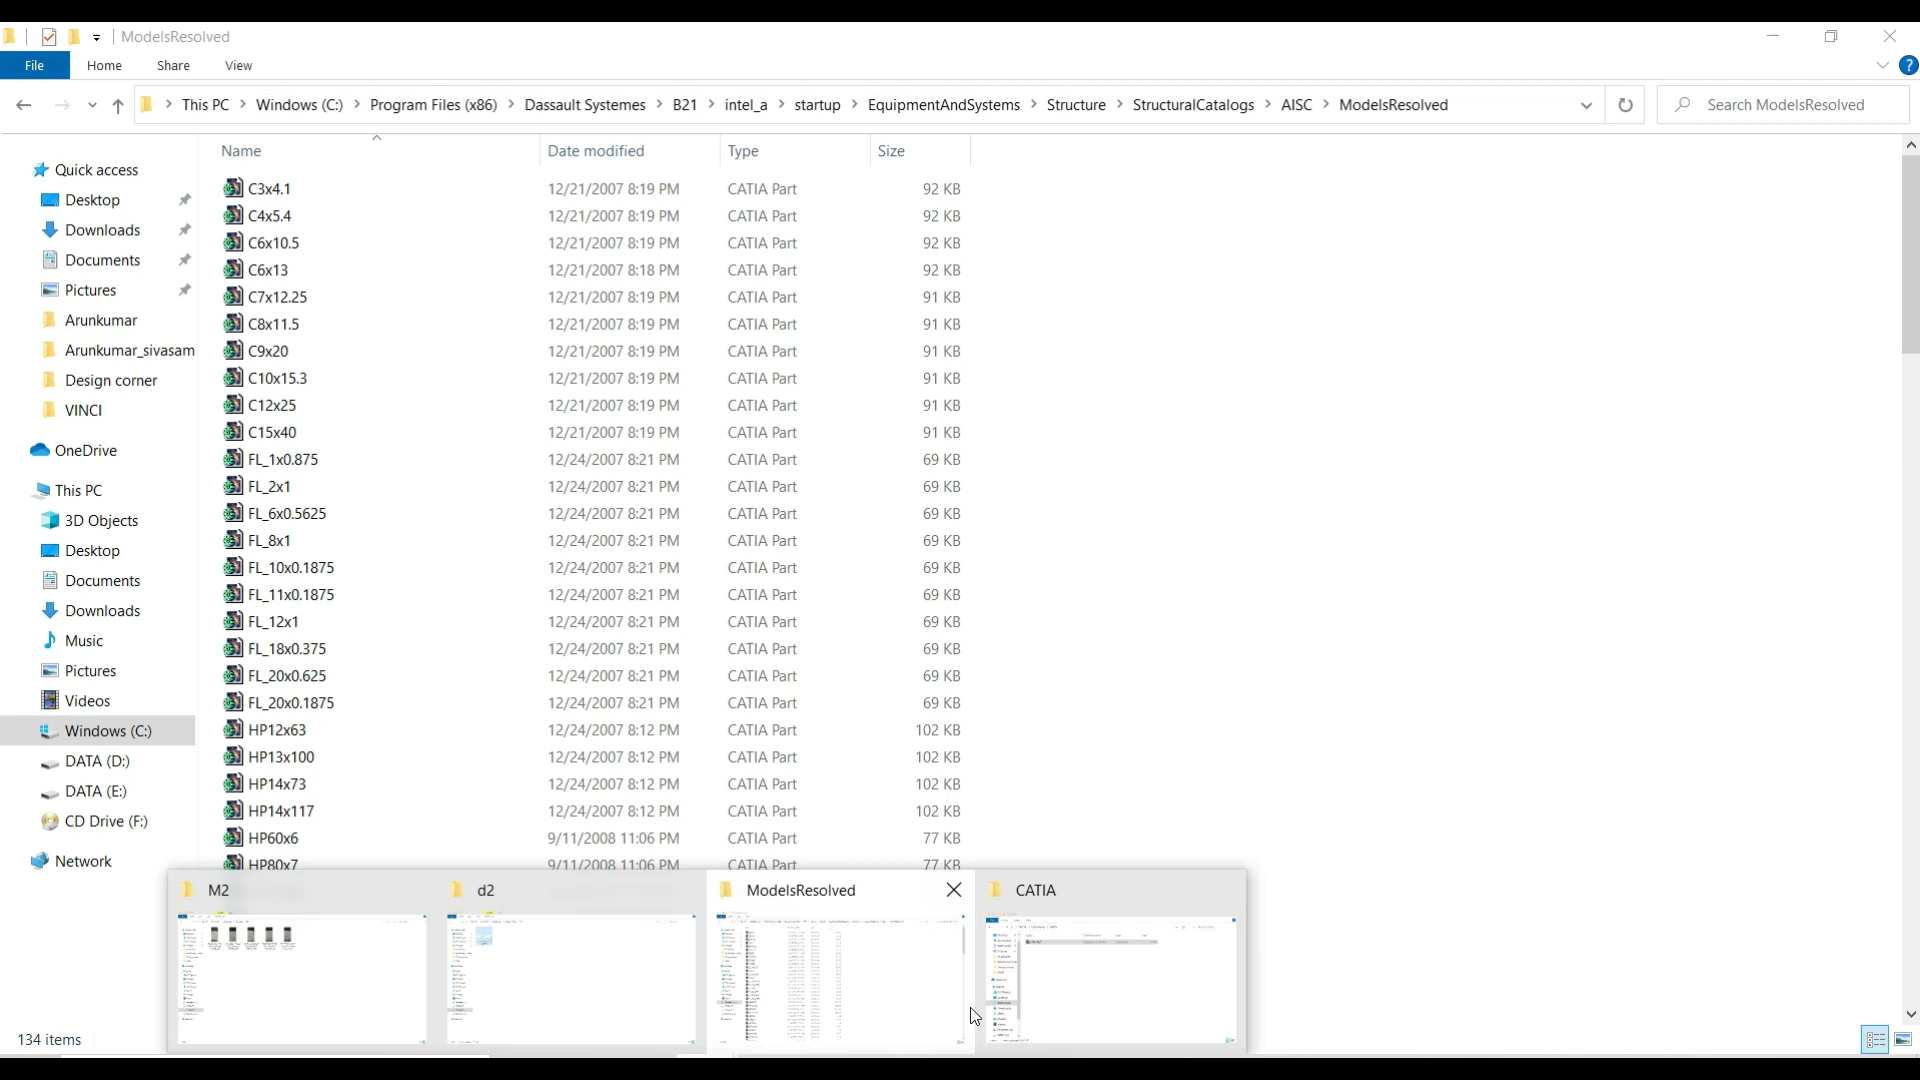 ModelsResolved
File Home Share View
This PC Windows (C:) Program Files (x86) Dassault Systemes B21 intel_a startup EquipmentAndSystems Structure StructuralCatalogs AISC ModelsResolved Search ModelsResolved
Name Date modified Type Size
Quick access
Desktop
Downloads
Documents
Pictures
Arunkumar
Arunkumar_sivasam
Design corner
VINCI
OneDrive
This PC
3D Objects
Desktop
Documents
Downloads
Music
Pictures
Videos
Windows (C:)
DATA (D:)
DATA (E:)
CD Drive (F:)
Network
C3x4.1 12/21/2007 8:19 PM CATIA Part 92 KB
C4x5.4 12/21/2007 8:19 PM CATIA Part 92 KB
C6x10.5 12/21/2007 8:19 PM CATIA Part 92 KB
C6x13 12/21/2007 8:18 PM CATIA Part 92 KB
C7x12.25 12/21/2007 8:19 PM CATIA Part 91 KB
C8x11.5 12/21/2007 8:19 PM CATIA Part 91 KB
C9x20 12/21/2007 8:19 PM CATIA Part 91 KB
C10x15.3 12/21/2007 8:19 PM CATIA Part 91 KB
C12x25 12/21/2007 8:19 PM CATIA Part 91 KB
C15x40 12/21/2007 8:19 PM CATIA Part 91 KB
FL_1x0.875 12/24/2007 8:21 PM CATIA Part 69 KB
FL_2x1 12/24/2007 8:21 PM CATIA Part 69 KB
FL_6x0.5625 12/24/2007 8:21 PM CATIA Part 69 KB
FL_8x1 12/24/2007 8:21 PM CATIA Part 69 KB
FL_10x0.1875 12/24/2007 8:21 PM CATIA Part 69 KB
FL_11x0.1875 12/24/2007 8:21 PM CATIA Part 69 KB
FL_12x1 12/24/2007 8:21 PM CATIA Part 69 KB
FL_18x0.375 12/24/2007 8:21 PM CATIA Part 69 KB
FL_20x0.625 12/24/2007 8:21 PM CATIA Part 69 KB
FL_20x0.1875 12/24/2007 8:21 PM CATIA Part 69 KB
HP12x63 12/24/2007 8:12 PM CATIA Part 102 KB
HP13x100 12/24/2007 8:12 PM CATIA Part 102 KB
HP14x73 12/24/2007 8:12 PM CATIA Part 102 KB
HP14x117 12/24/2007 8:12 PM CATIA Part 102 KB
HP60x6 9/11/2008 11:06 PM CATIA Part 77 KB
HP80x7 9/11/2008 11:06 PM CATIA Part 77 KB
M2 d2 ModelsResolved CATIA
134 items